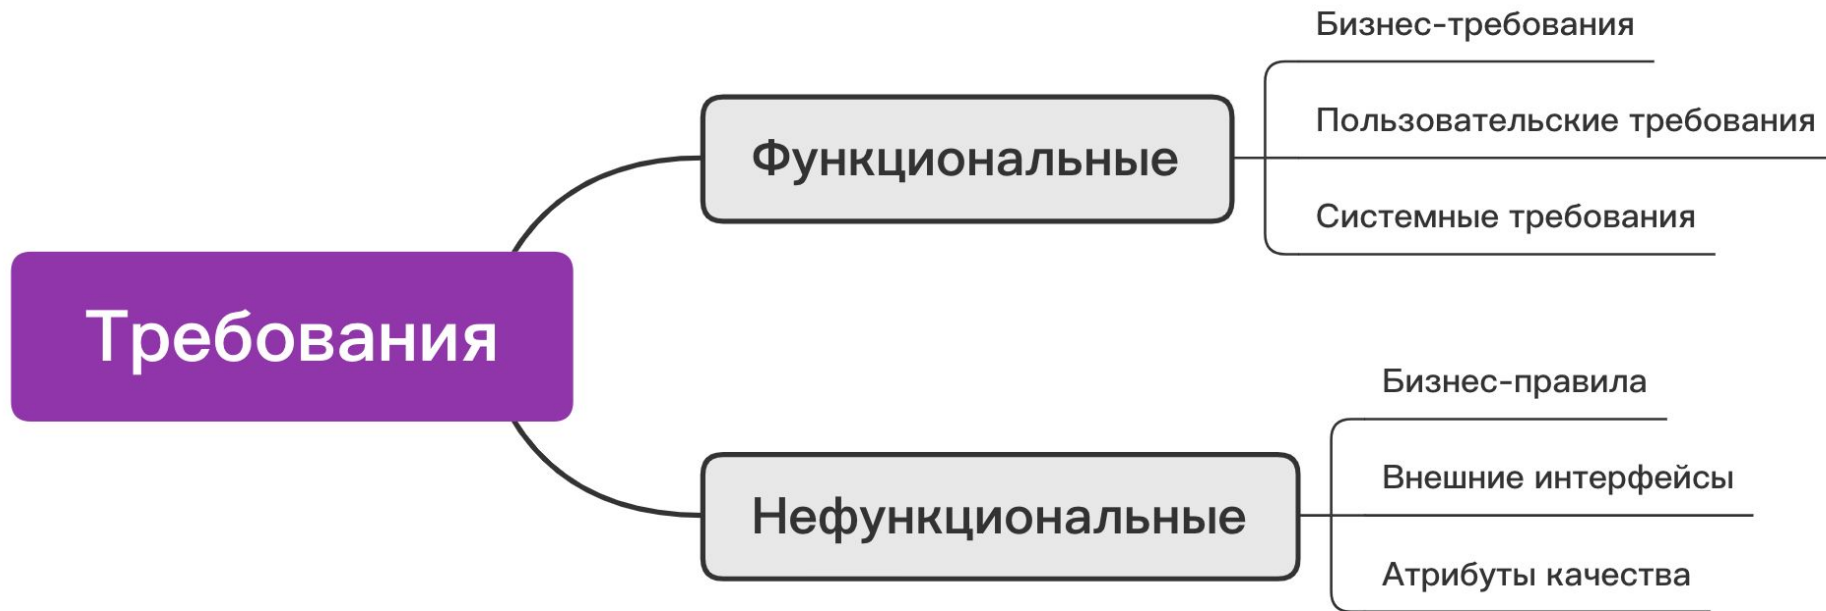 Требования
Функциональные
Бизнес-требования
Пользовательские требования
Системные требования
Нефункциональные
Бизнес-правила
Внешние интерфейсы
Атрибуты качества